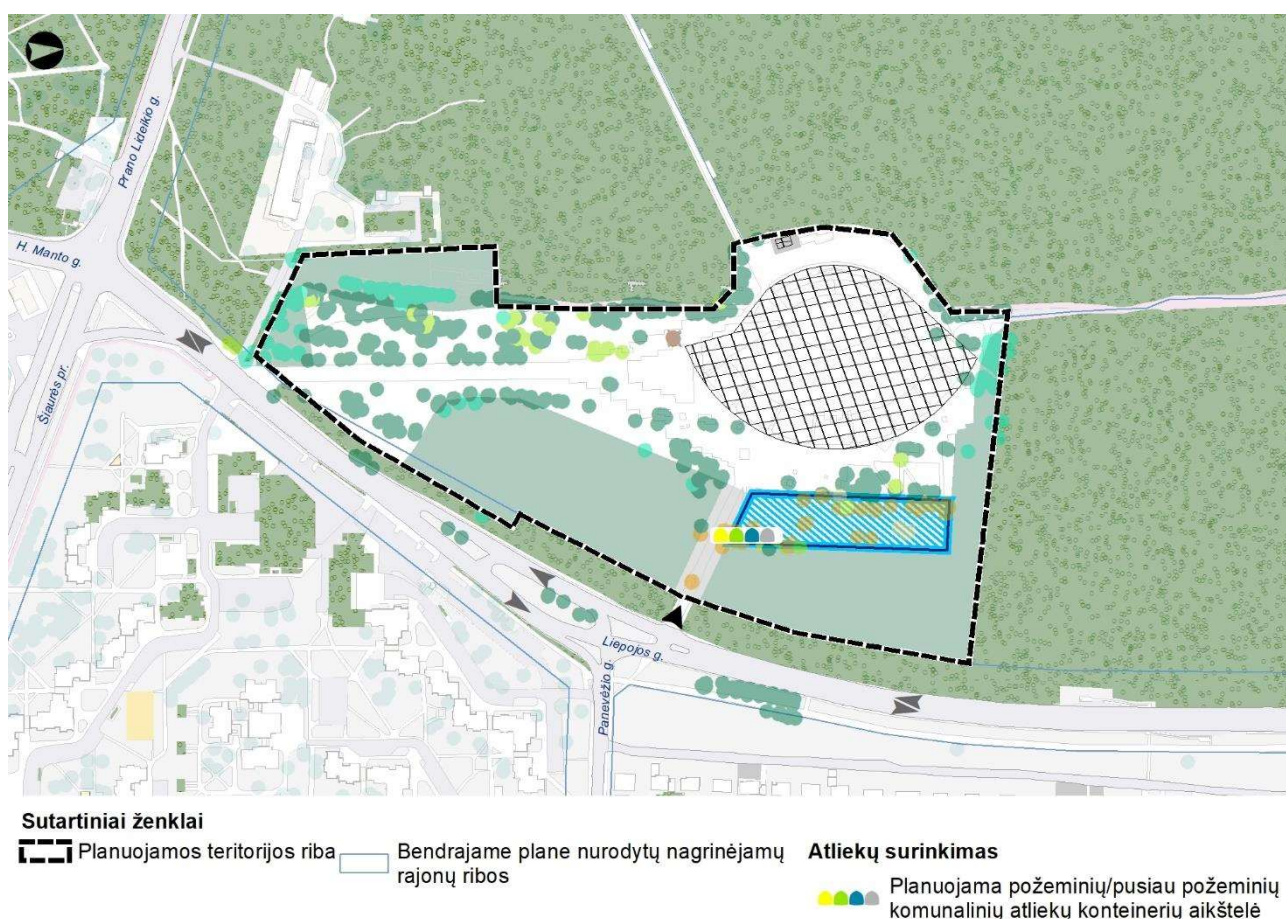 Prano Lideikio g.
H. Manto g.
Šiaurės pr.
Liepojos g.
Panevėžio g.
Sutartiniai ženklai
Planuojamos teritorijos riba
Bendrajame plane nurodytų nagrinėjamų
rajonų ribos
Atliekų surinkimas
Planuojama požeminių/pusiau požeminių
komunalinių atliekų konteinerių aikštelė